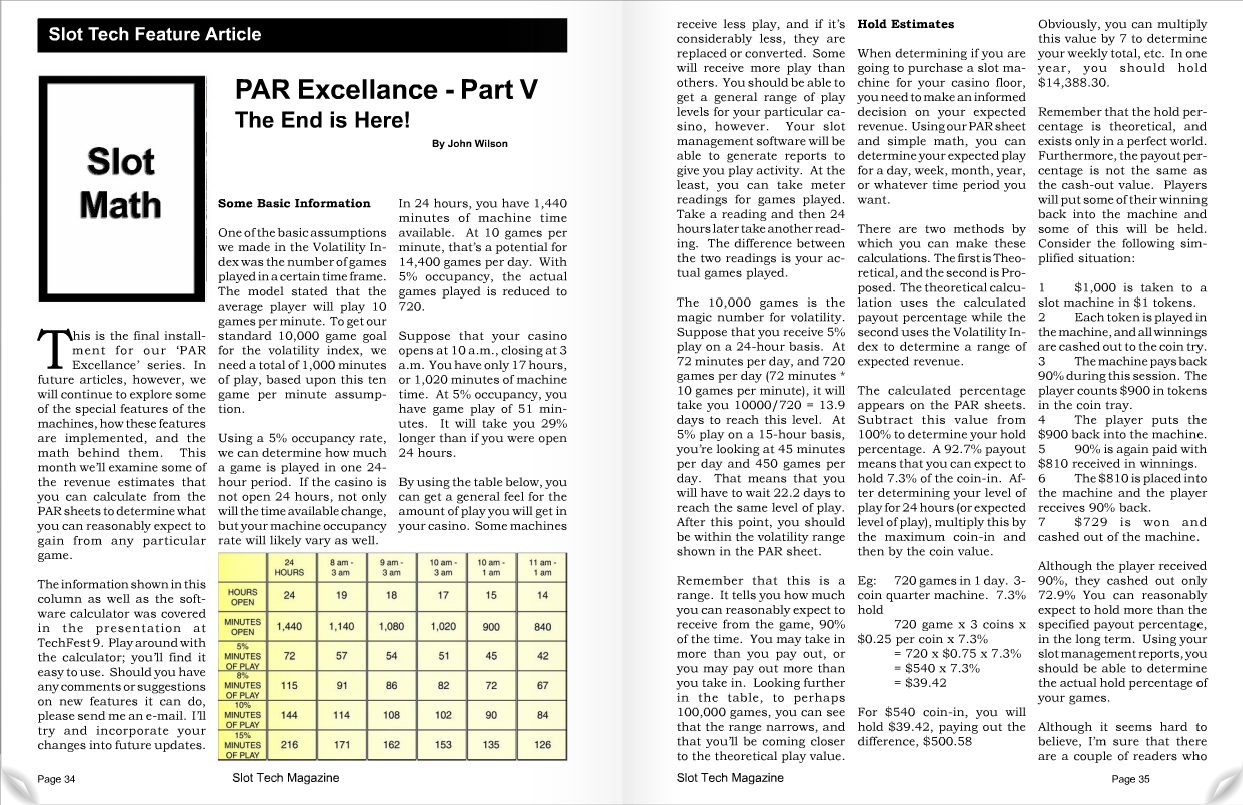 Slot Tech Feature Article
Slot
Math
PAR Excellance - Part V
The End is Here!
By John Wilson
This is the final install-
ment for our 'PAR
Excellance' series. In
future articles, however, we
will continue to explore some
of the special features of the
machines, how these features
are implemented, and the
math behind them. This
month we'll examine some of
the revenue estimates that
you can calculate from the
PAR sheets to determine what
you can reasonably expect to
gain from any particular
game.
The information shown in this
column as well as the soft-
ware calculator was covered
in the presentation at
TechFest 9. Play around with
the calculator; you'll find it
easy to use. Should you have
any comments or suggestions
on new features it can do,
please send me an e-mail. I'll
try and incorporate your
changes into future updates.
Some Basic Information
One of the basic assumptions
we made in the Volatility In-
dex was the number of games
played in a certain time frame.
The model stated that the
average player will play 10
games per minute. To get our
standard 10,000 game goal
for the volatility index, we
need a total of 1,000 minutes
of play, based upon this ten
game per minute assump-
tion.
Using a 5% occupancy rate,
we can determine how much
a game is played in one 24-
hour period. If the casino is
not open 24 hours, not only
will the time available change,
but your machine occupancy
rate will likely vary as well.
In 24 hours, you have 1,440
minutes of machine time
available. At 10 games per
minute, that's a potential for
14,400 games per day. With
5% occupancy, the actual
games played is reduced to
720.
Suppose that your casino
opens at 10 a.m., closing at 3
a.m. You have only 17 hours,
or 1,020 minutes of machine
time. At 5% occupancy, you
have game play of 51 min-
utes. It will take you 29%
longer than if you were open
24 hours.
By using the table below, you
can get a general feel for the
amount of play you will get in
your casino. Some machines
24 HOURS 8 am - 3 am 9 am - 3 am 10 am - 3 am 10 am - 1 am 11 am - 1 am
HOURS OPEN 24 19 18 17 15 14
MINUTES OPEN 1,440 1,140 1,080 1,020 900 840
5% MINUTES OF PLAY 72 57 54 51 45 42
8% MINUTES OF PLAY 115 91 86 82 72 67
10% MINUTES OF PLAY 144 114 108 102 90 84
15% MINUTES OF PLAY 216 171 162 153 135 126
Page 34
Slot Tech Magazine
receive less play, and if it's
considerably less, they are
replaced or converted. Some
will receive more play than
others. You should be able to
get a general range of play
levels for your particular ca-
sino, however. Your slot
management software will be
able to generate reports to
give you play activity. At the
least, you can take meter
readings for games played.
Take a reading and then 24
hours later take another read-
ing. The difference between
the two readings is your ac-
tual games played.
The 10,000 games is the
magic number for volatility.
Suppose that you receive 5%
play on a 24-hour basis. At
72 minutes per day, and 720
games per day (72 minutes *
10 games per minute), it will
take you 10000/720 = 13.9
days to reach this level. At
5% play on a 15-hour basis,
you're looking at 45 minutes
per day and 450 games per
day. That means that you
will have to wait 22.2 days to
reach the same level of play.
After this point, you should
be within the volatility range
shown in the PAR sheet.
Remember that this is a
range. It tells you how much
you can reasonably expect to
receive from the game, 90%
of the time. You may take in
more than you pay out, or
you may pay out more than
you take in. Looking further
in the table, to perhaps
100,000 games, you can see
that the range narrows, and
that you'll be coming closer
to the theoretical play value.
Hold Estimates
When determining if you are
going to purchase a slot ma-
chine for your casino floor,
you need to make an informed
decision on your expected
revenue. Using our PAR sheet
and simple math, you can
determine your expected play
for a day, week, month, year,
or whatever time period you
want.
There are two methods by
which you can make these
calculations. The first is Theo-
retical, and the second is Pro-
posed. The theoretical calcu-
lation uses the calculated
payout percentage while the
second uses the Volatility In-
dex to determine a range of
expected revenue.
The calculated percentage
appears on the PAR sheets.
Subtract this value from
100% to determine your hold
percentage. A 92.7% payout
means that you can expect to
hold 7.3% of the coin-in. Af-
ter determining your level of
play for 24 hours (or expected
level of play), multiply this by
the maximum coin-in and
then by the coin value.
Eg: 720 games in 1 day. 3-
coin quarter machine. 7.3%
hold
720 game x 3 coins x
$0.25 per coin x 7.3%
= 720 x $0.75 x 7.3%
= $540 x 7.3%
= $39.42
For $540 coin-in, you will
hold $39.42, paying out the
difference, $500.58
Obviously, you can multiply
this value by 7 to determine
your weekly total, etc. In one
year, you should hold
$14,388.30.
Remember that the hold per-
centage is theoretical, and
exists only in a perfect world.
Furthermore, the payout per-
centage is not the same as
the cash-out value. Players
will put some of their winning
back into the machine and
some of this will be held.
Consider the following sim-
plified situation:
1 $1,000 is taken to a
slot machine in $1 tokens.
2 Each token is played in
the machine, and all winnings
are cashed out to the coin try.
3 The machine pays back
90% during this session. The
player counts $900 in tokens
in the coin tray.
4 The player puts the
$900 back into the machine.
5 90% is again paid with
$810 received in winnings.
6 The $810 is placed into
the machine and the player
receives 90% back.
7 $729 is won and
cashed out of the machine.
Although the player received
90%, they cashed out only
72.9% You can reasonably
expect to hold more than the
specified payout percentage,
in the long term. Using your
slot management reports, you
should be able to determine
the actual hold percentage of
your games.
Although it seems hard to
believe, I'm sure that there
are a couple of readers who
Slot Tech Magazine
Page 35